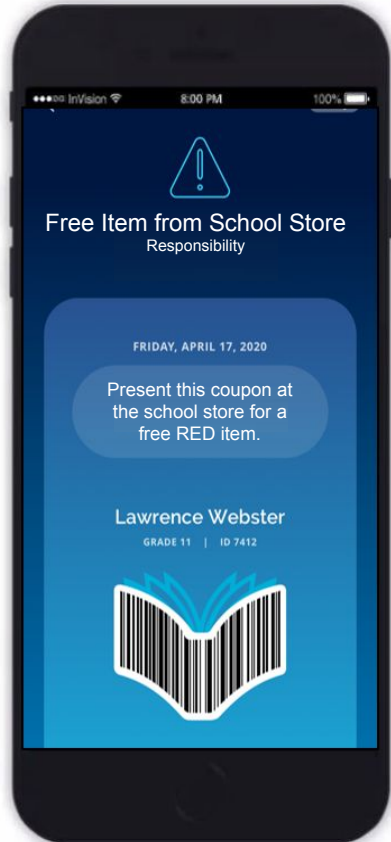 InVision 8:00 PM 100%
Free Item from School Store
Responsibility
FRIDAY, APRIL 17, 2020
Present this coupon at
the school store for a
free RED item.
Lawrence Webster
GRADE 11 | ID 7412